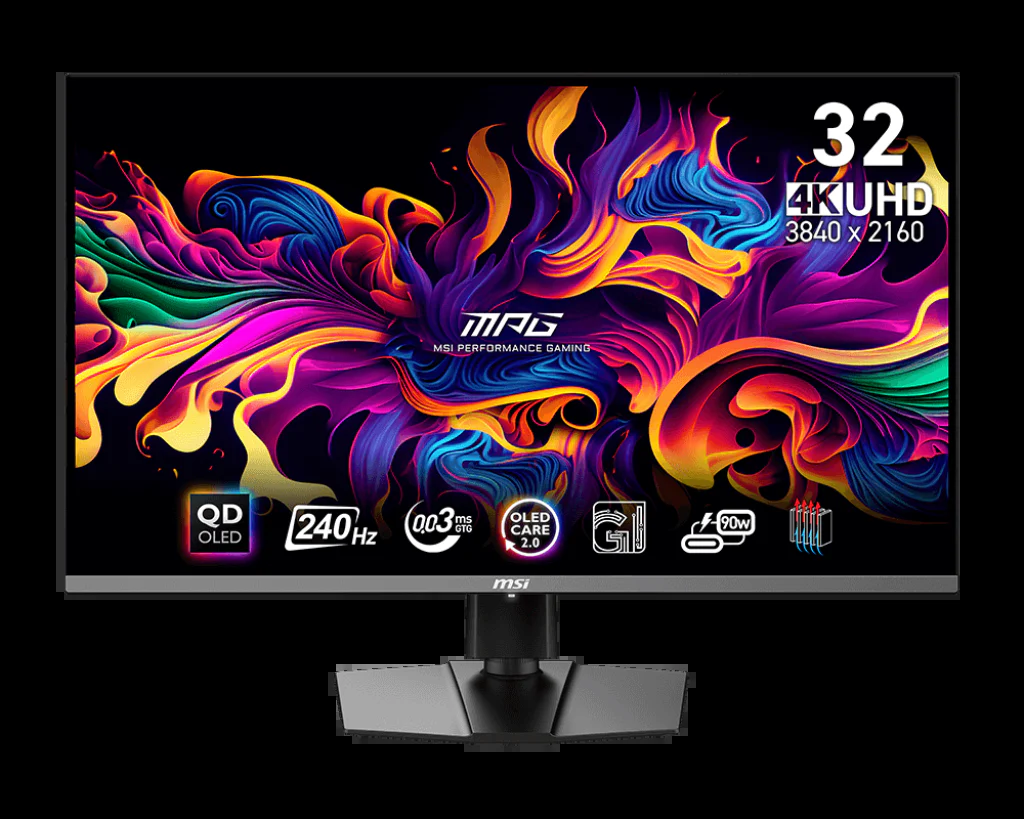 32
4K UHD
3840 x 2160
MPG
MSI PERFORMANCE GAMING
QD
OLED
240Hz
0.03ms
GTG
OLED
CARE
2.0
GI
90W
msi